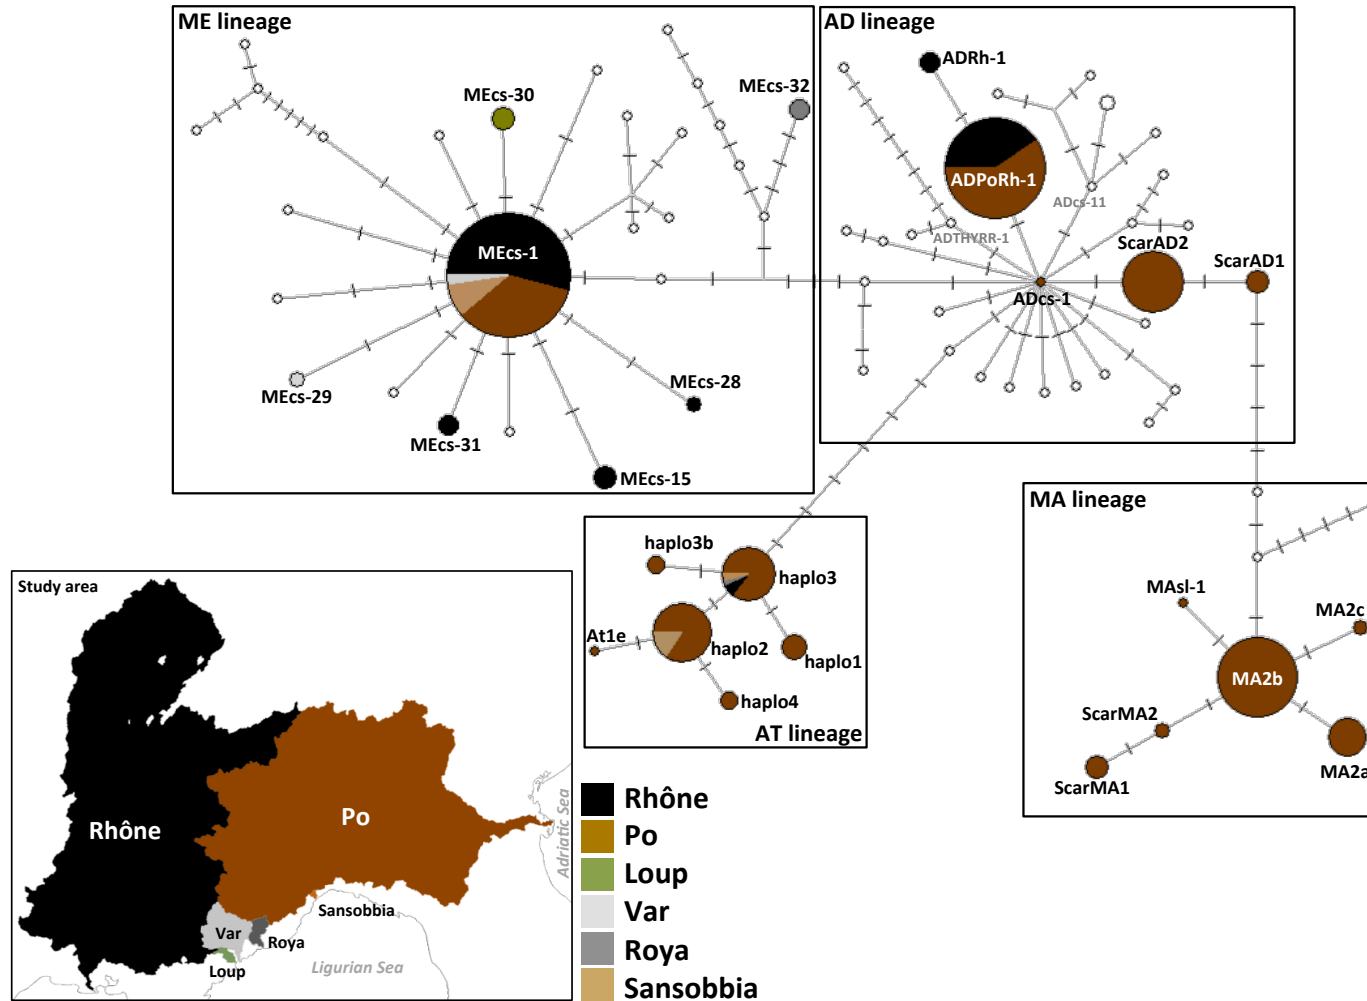 ME lineage
AD lineage
ADRh-1
MEcs-30
MEcs-32
ADPoRh-1
ADcs-11
ADTHYRR-1
MEcs-1
ScarAD2
ScarAD1
ADcs-1
MEcs-29
MEcs-28
MEcs-31
MEcs-15
MA lineage
haplo3b
haplo3
At1e
haplo2
haplo1
haplo4
AT lineage
MAsl-1
MA2c
MA2b
ScarMA2
ScarMA1
MA2a
Study area
Rhône
Po
Adriatic Sea
Sansobbia
Var
Roya
Loup
Ligurian Sea
Rhône
Po
Loup
Var
Roya
Sansobbia